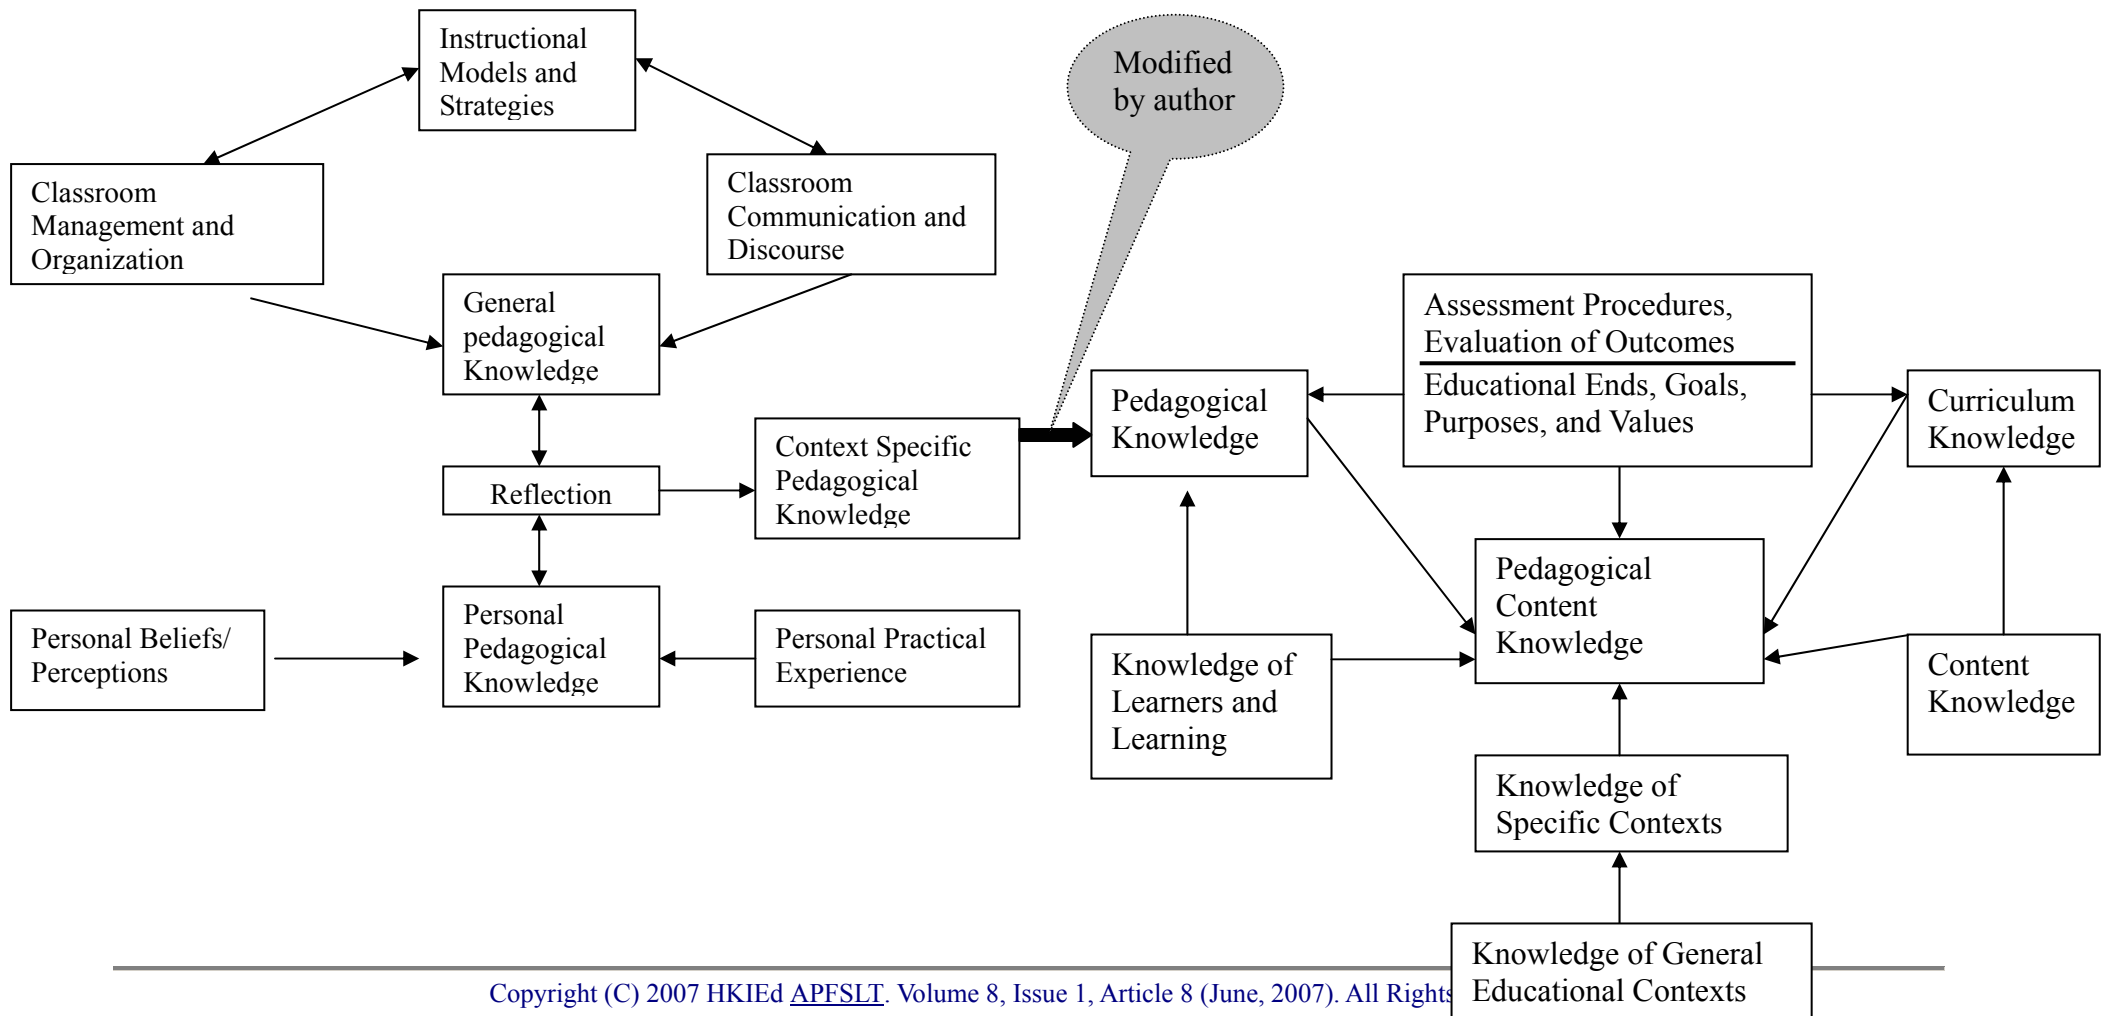 Instructional
Models and
Strategies
Modified
by author
Classroom
Management and
Organization
Classroom
Communication and
Discourse
General
pedagogical
Knowledge
Assessment Procedures,
Evaluation of Outcomes
Educational Ends, Goals,
Purposes, and Values
Pedagogical
Knowledge
Curriculum
Knowledge
Context Specific
Pedagogical
Knowledge
Reflection
Pedagogical
Content
Knowledge
Personal Beliefs/
Perceptions
Personal
Pedagogical
Knowledge
Personal Practical
Experience
Knowledge of
Learners and
Learning
Content
Knowledge
Knowledge of
Specific Contexts
Knowledge of General
Educational Contexts
Copyright (C) 2007 HKIEd APFSLT. Volume 8, Issue 1, Article 8 (June, 2007). All Rights